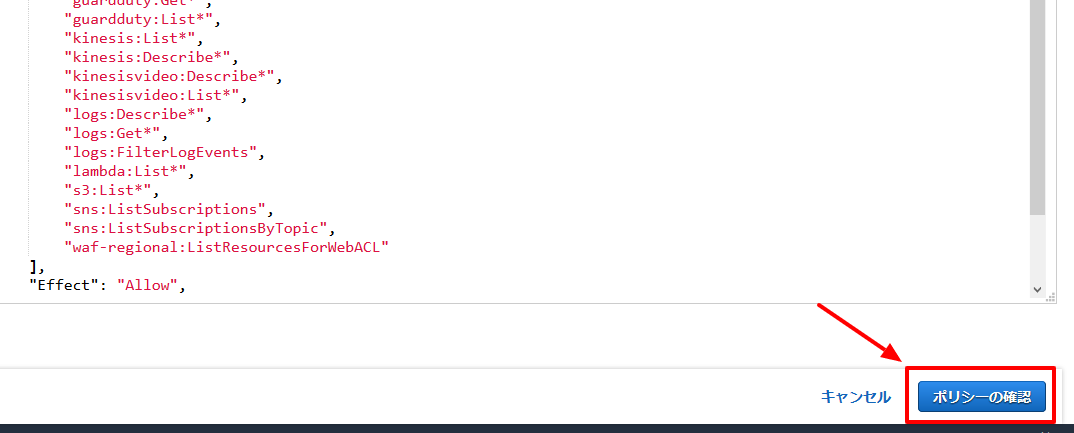 "guardduty:Get*",
"guardduty:List*",
"kinesis:List*",
"kinesis:Describe*",
"kinesisvideo:Describe*",
"kinesisvideo:List*",
"logs:Describe*",
"logs:Get*",
"logs:FilterLogEvents",
"lambda:List*",
"s3:List*",
"sns:ListSubscriptions",
"sns:ListSubscriptionsByTopic",
"waf-regional:ListResourcesForWebACL"
],
"Effect": "Allow",
キャンセル ポリシーの確認